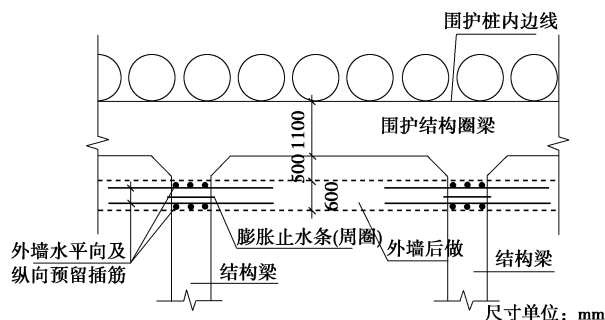 围护桩内边线
围护结构圈梁
1100
500
600
外墙水平向及
纵向预留插筋
膨胀止水条(周圈)
结构梁
外墙后做
结构梁
尺寸单位：mm